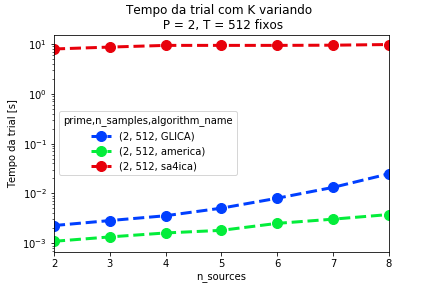 Tempo da trial com K variando
P = 2, T = 512 fixos
Tempo da trial [s]
10¹
10⁰
10⁻¹
10⁻²
10⁻³
prime,n_samples,algorithm_name
(2, 512, GLICA)
(2, 512, america)
(2, 512, sa4ica)
2 3 4 5 6 7 8
n_sources